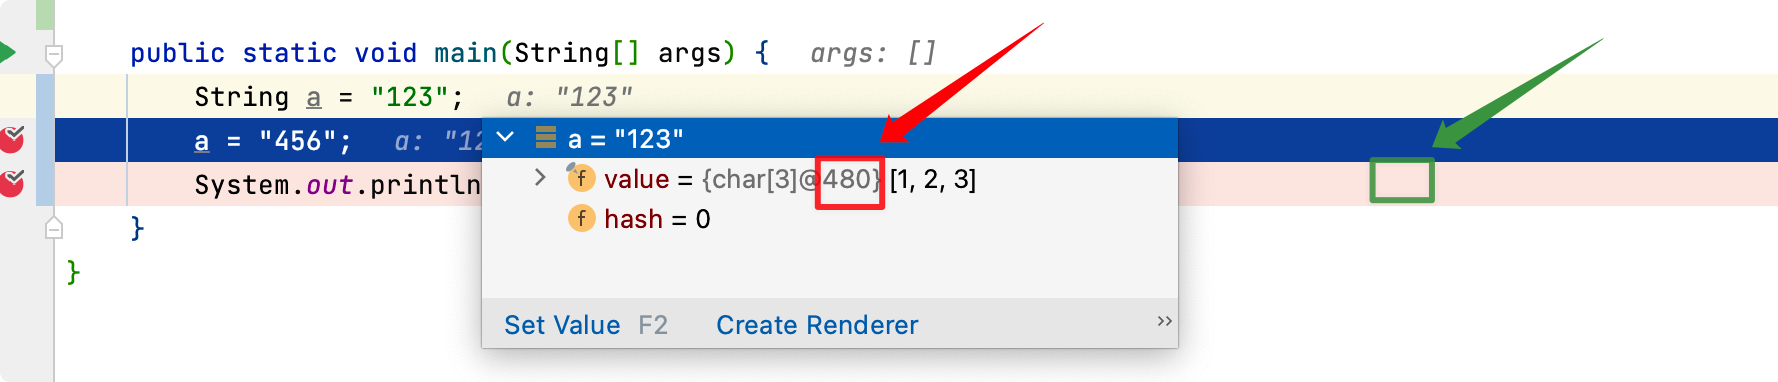 public static void main(String[] args) {   args: []
String a = "123";   a: "123"
a = "456";   a: "12
a = "123"
System.out.println
value = {char[3]@480} [1, 2, 3]
hash = 0
}
}
Set Value F2 Create Renderer »